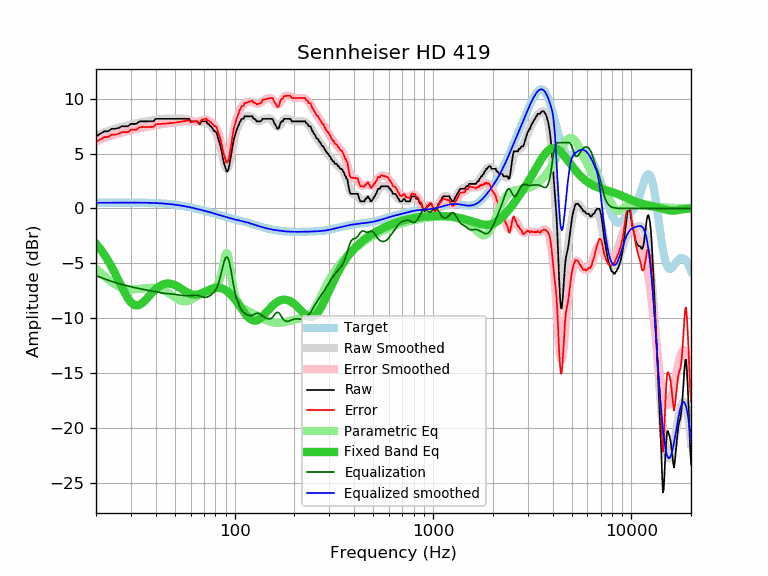 Sennheiser HD 419
Amplitude (dBr)
10
5
0
−5
−10
−15
−20
−25
Target
Raw Smoothed
Error Smoothed
Raw
Error
Parametric Eq
Fixed Band Eq
Equalization
Equalized smoothed
100
1000
10000
Frequency (Hz)